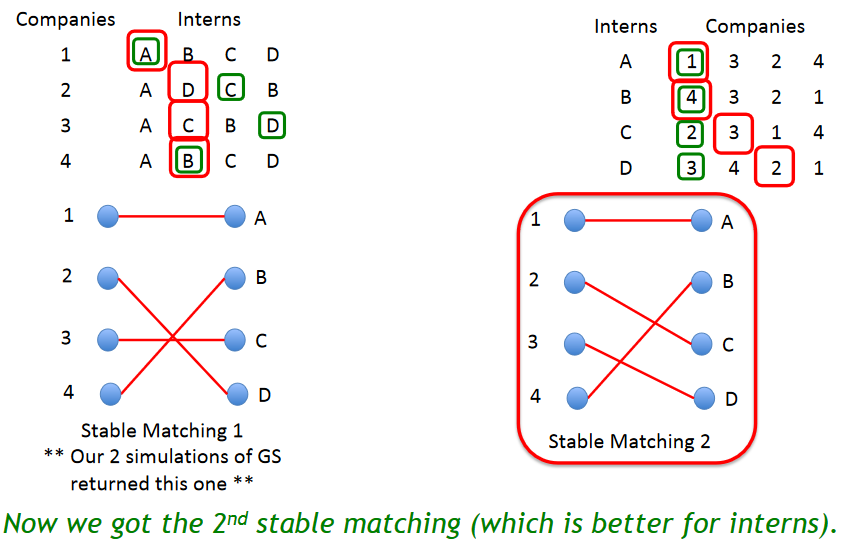 Companies Interns
1 A B C D
2 A D C B
3 A C B D
4 A B C D
Interns Companies
A 1 3 2 4
B 4 3 2 1
C 2 3 1 4
D 3 4 2 1
1 A
2 B
3 C
4 D
Stable Matching 1
** Our 2 simulations of GS
returned this one **
1 A
2 B
3 C
4 D
Stable Matching 2
Now we got the 2nd stable matching (which is better for interns).